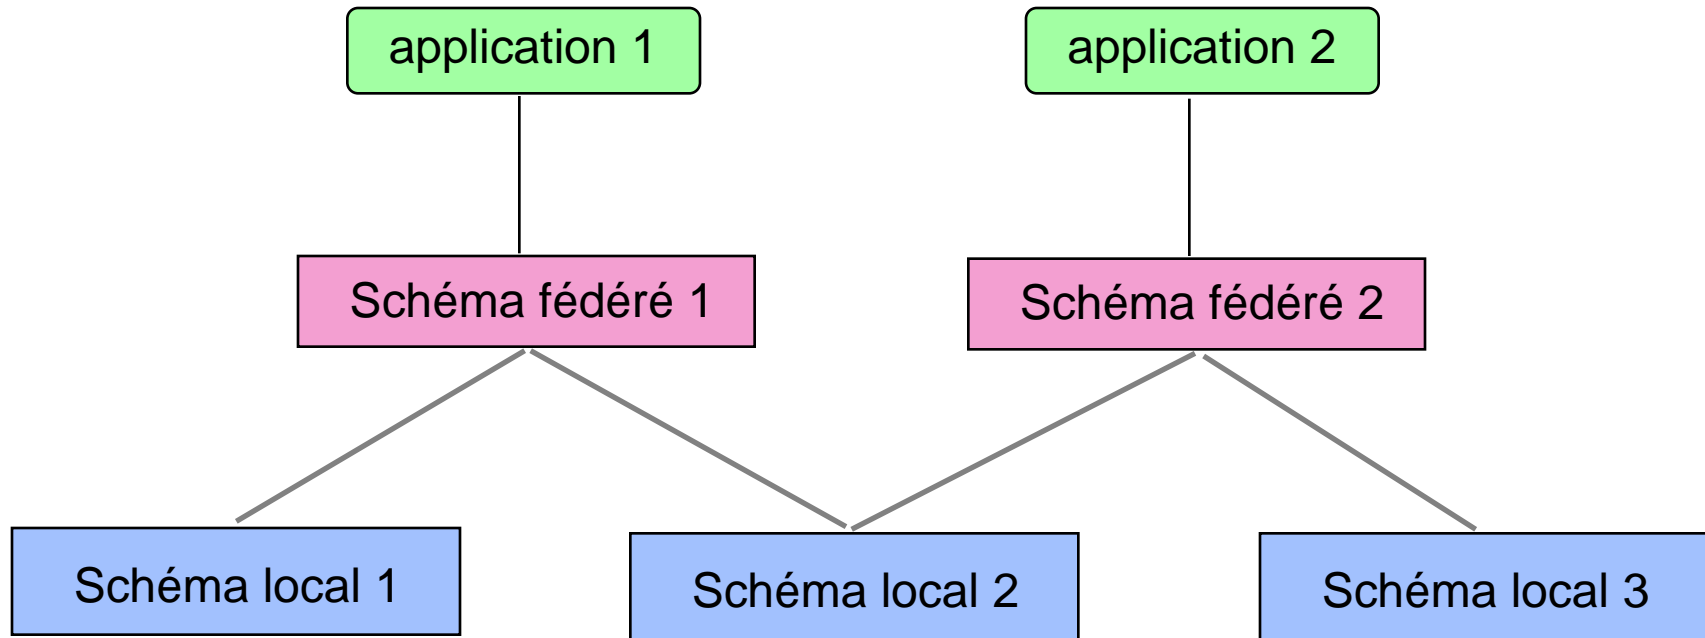 application 1
application 2
Schéma fédéré 1
Schéma fédéré 2
Schéma local 1
Schéma local 2
Schéma local 3